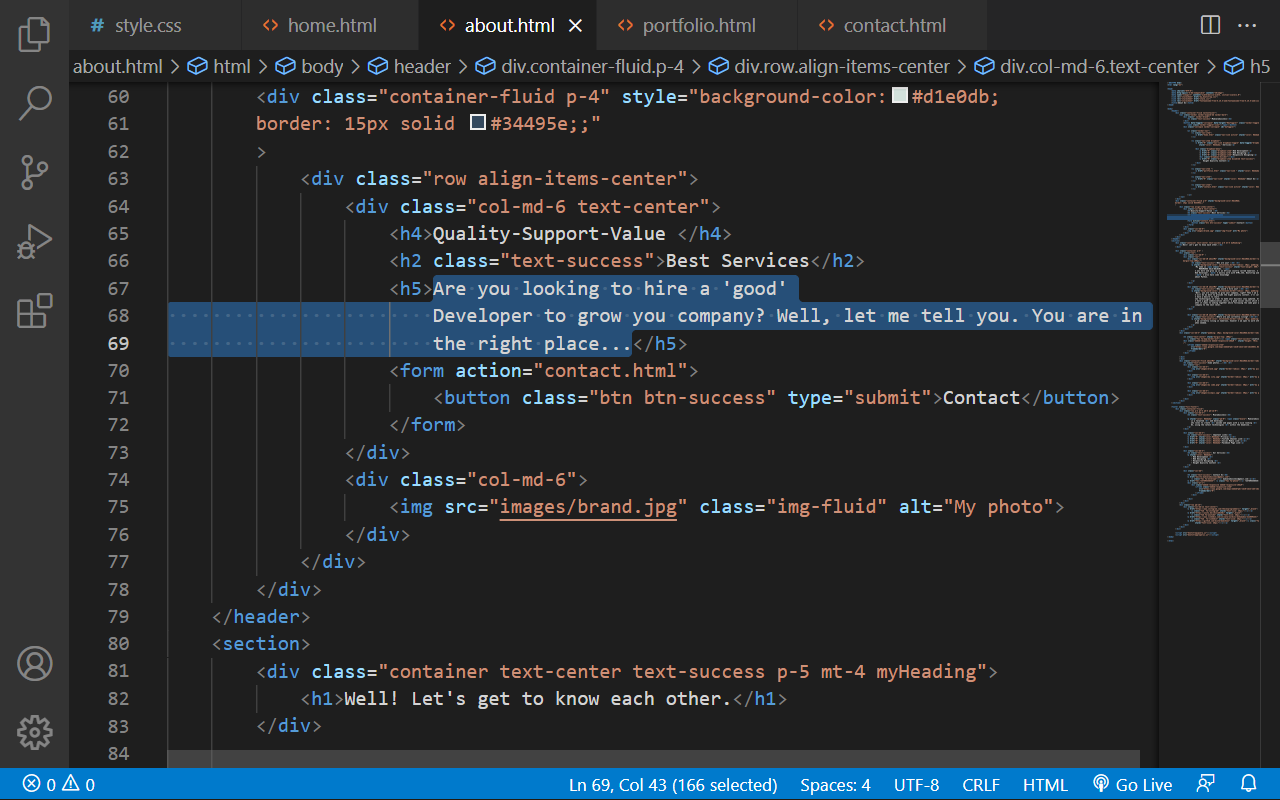 # style.css <> home.html <> about.html <> portfolio.html <> contact.html ...
about.html > html > body > header > div.container-fluid.p-4 > div.row.align-items-center > div.col-md-6.text-center > h5
60 <div class="container-fluid p-4" style="background-color: #d1e0db;
61 border: 15px solid #34495e;;"
62 >
63 <div class="row align-items-center">
64 <div class="col-md-6 text-center">
65 <h4>Quality-Support-Value </h4>
66 <h2 class="text-success">Best Services</h2>
67 <h5>Are you looking to hire a 'good'
68 Developer to grow you company? Well, let me tell you. You are in
69 the right place...</h5>
70 <form action="contact.html">
71 <button class="btn btn-success" type="submit">Contact</button>
72 </form>
73 </div>
74 <div class="col-md-6">
75 <img src="images/brand.jpg" class="img-fluid" alt="My photo">
76 </div>
77 </div>
78 </div>
79 </header>
80 <section>
81 <div class="container text-center text-success p-5 mt-4 myHeading">
82 <h1>Well! Let's get to know each other.</h1>
83 </div>
84
0 0 Ln 69, Col 43 (166 selected) Spaces: 4 UTF-8 CRLF HTML Go Live